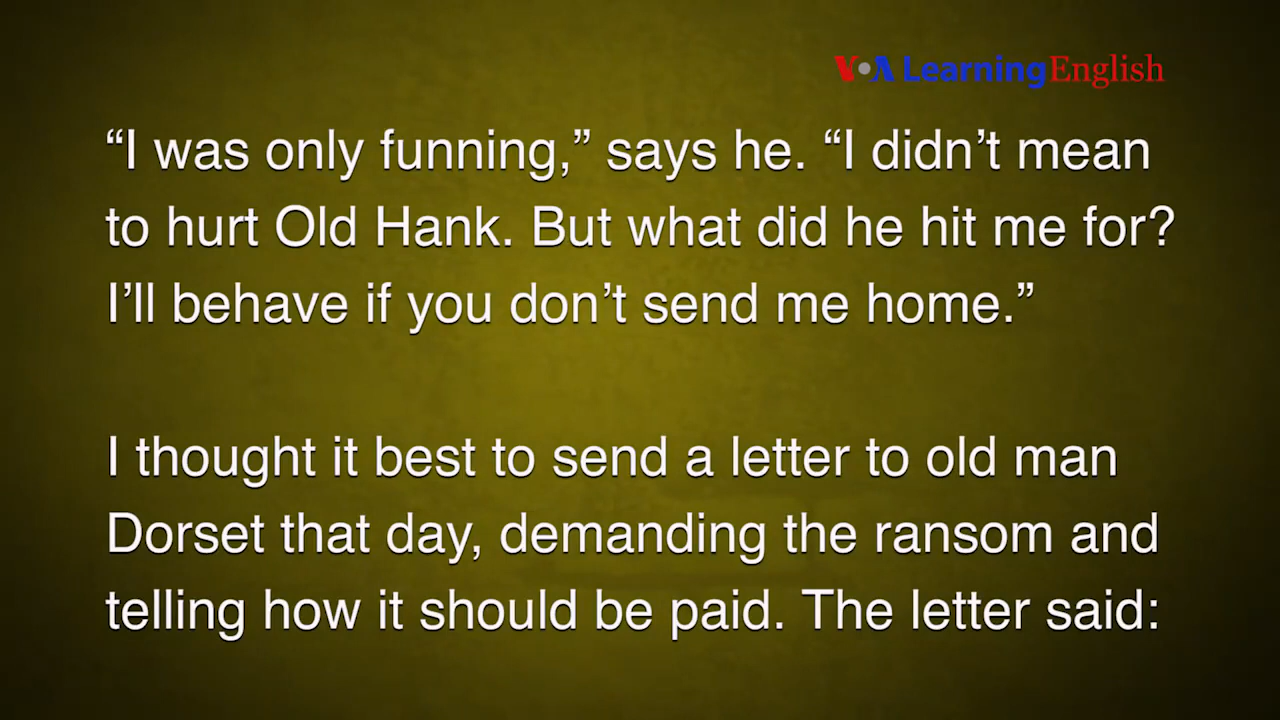 VOA Learning English
“I was only funning,” says he. “I didn’t mean
to hurt Old Hank. But what did he hit me for?
I’ll behave if you don’t send me home.”
I thought it best to send a letter to old man
Dorset that day, demanding the ransom and
telling how it should be paid. The letter said: